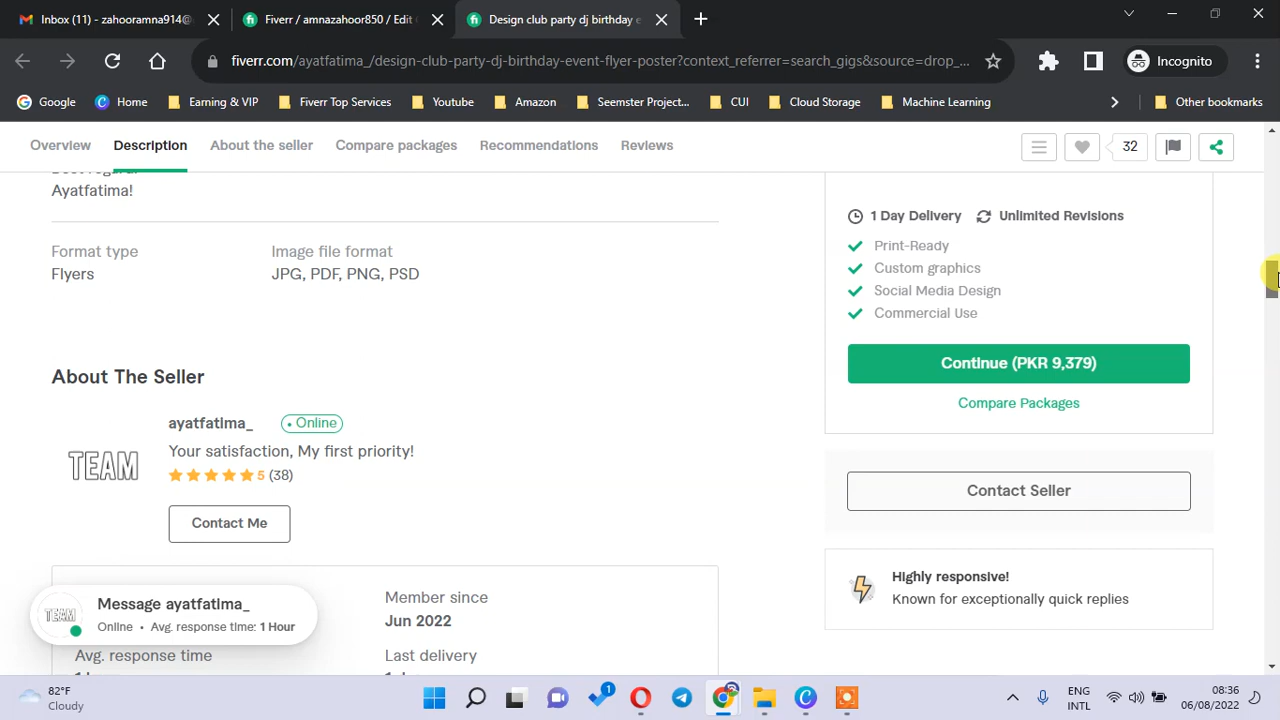 Inbox (11) - zahooramna914@
Fiverr / amnazahoor850 / Edit
Design club party dj birthday e
fiverr.com/ayatfatima_/design-club-party-dj-birthday-event-flyer-poster?context_referrer=search_gigs&source=drop_...
Incognito
Google
Home
Earning & VIP
Fiverr Top Services
Youtube
Amazon
Seemster Project...
CUI
Cloud Storage
Machine Learning
Other bookmarks
Overview
Description
About the seller
Compare packages
Recommendations
Reviews
32
Ayatfatima!
Format type
Flyers
Image file format
JPG, PDF, PNG, PSD
1 Day Delivery
Unlimited Revisions
Print-Ready
Custom graphics
Social Media Design
Commercial Use
Continue (PKR 9,379)
Compare Packages
Contact Seller
Highly responsive!
Known for exceptionally quick replies
About The Seller
TEAM
ayatfatima_
• Online
Your satisfaction, My first priority!
5 (38)
Contact Me
Member since
Jun 2022
Avg. response time
Last delivery
TEAM
Message ayatfatima_
Online • Avg. response time: 1 Hour
82°F
Cloudy
1
ENG
INTL
08:36
06/08/2022